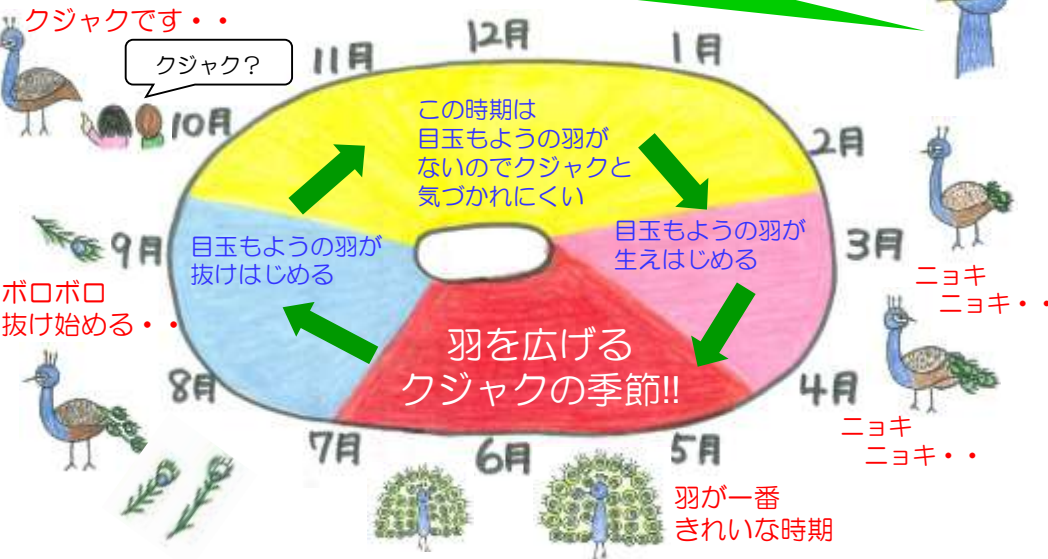 クジャクです・・
クジャク?
12月
1月
2月
3月
4月
5月
6月
7月
8月
9月
10月
11月
この時期は
目玉もようの羽が
ないのでクジャクと
気づかれにくい
目玉もようの羽が
生えはじめる
羽を広げる
クジャクの季節!!
目玉もようの羽が
抜けはじめる
ニョキ
ニョキ・・
ニョキ
ニョキ・・
羽が一番
きれいな時期
ボロボロ
抜け始める・・